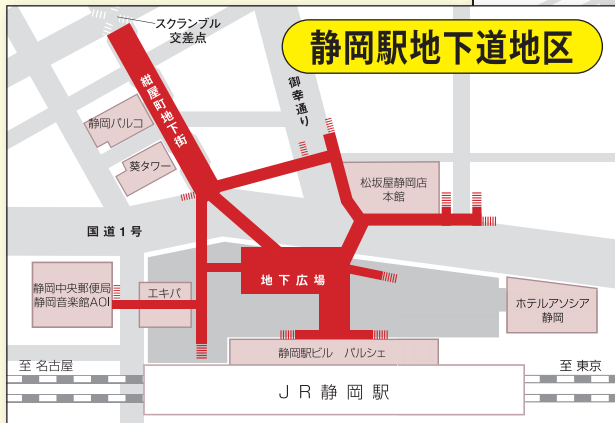 スクランブル
交差点
静岡駅地下道地区
紺屋町地下街
御幸通り
静岡パルコ
葵タワー
松坂屋静岡店
本館
国道1号
地下広場
静岡中央郵便局
静岡音楽館AOI
エキパ
ホテルアソシア
静岡
静岡駅ビル パルシェ
至 名古屋
至 東京
JR静岡駅